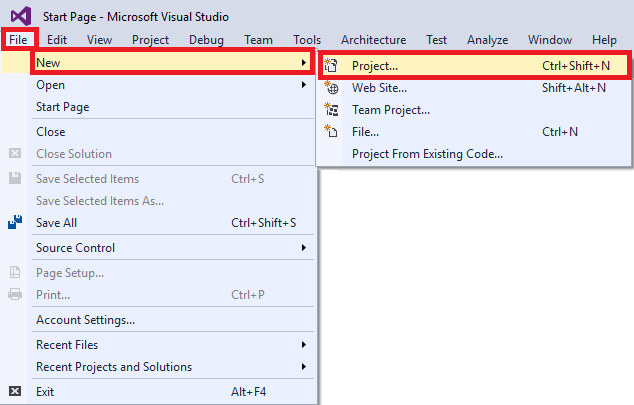 Start Page - Microsoft Visual Studio
File Edit View Project Debug Team Tools Architecture Test Analyze Window Help
New
Open
Start Page
Close
Close Solution
Save Selected Items Ctrl+S
Save Selected Items As...
Save All Ctrl+Shift+S
Source Control
Page Setup...
Print... Ctrl+P
Account Settings...
Recent Files
Recent Projects and Solutions
Exit Alt+F4
Project... Ctrl+Shift+N
Web Site... Shift+Alt+N
Team Project...
File... Ctrl+N
Project From Existing Code...